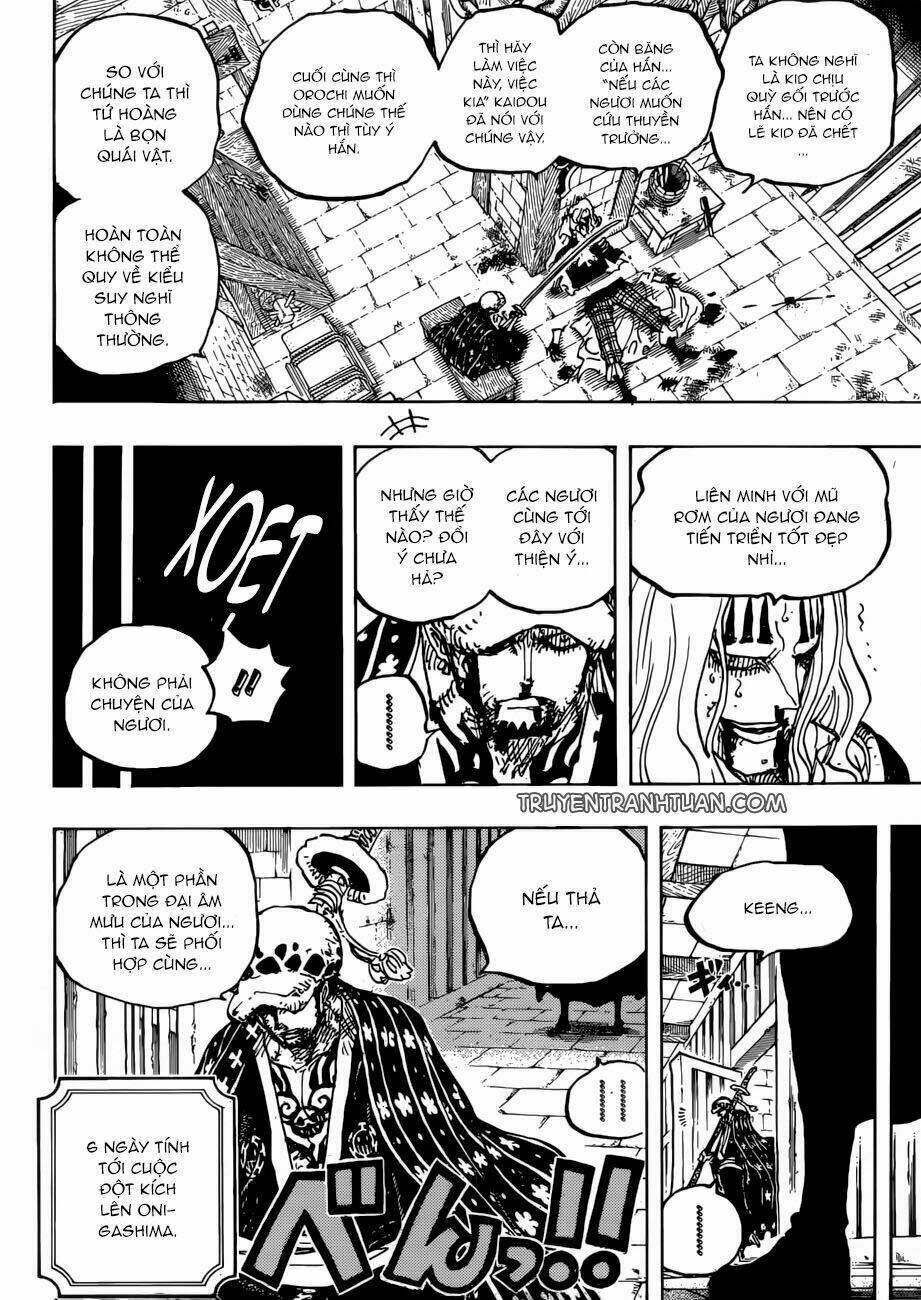 TA KHÔNG NGHĨ
LÀ KID CHỊU
QUỲ GỐI TRƯỚC
HẮN... NÊN CÓ
LẼ KID ĐÃ CHẾT
...
CÒN BĂNG
CỦA HẮN...
"NẾU CÁC
NGƯƠI MUỐN
CỨU THUYỀN
TRƯỞNG...
THÌ HÃY
LÀM VIỆC
NÀY, VIỆC
KIA" KAIDOU
ĐÃ NÓI VỚI
CHÚNG VẬY.
CUỐI CÙNG THÌ
OROCHI MUỐN
DÙNG CHÚNG THẾ
NÀO THÌ TÙY Ý
HẮN.
SO VỚI
CHÚNG TA THÌ
TỨ HOÀNG
LÀ BỌN
QUÁI VẬT.
HOÀN TOÀN
KHÔNG THỂ
QUY VỀ KIỂU
SUY NGHĨ
THÔNG
THƯỜNG.
LIÊN MINH VỚI MŨ
RƠM CỦA NGƯƠI ĐANG
TIẾN TRIỂN TỐT ĐẸP
NHỈ...
CÁC NGƯƠI
CÙNG TỚI
ĐÂY VỚI
THIỆN Ý...
NHƯNG GIỜ
THẤY THẾ
NÀO? ĐỔI
Ý CHƯA
HẢ?
XOẸT
!!
KHÔNG PHẢI
CHUYỆN CỦA
NGƯƠI.
TRUYENTRANHTUAN.COM
KEENG...
ギィ...
NẾU THẢ
TA...
LÀ MỘT PHẦN
TRONG ĐẠI ÂM
MƯU CỦA NGƯƠI...
THÌ TA SẼ PHỐI
HỢP CÙNG...
べんっ!!
6 NGÀY TÍNH
TỚI CUỘC
ĐỘT KÍCH
LÊN ONI-
GASHIMA.